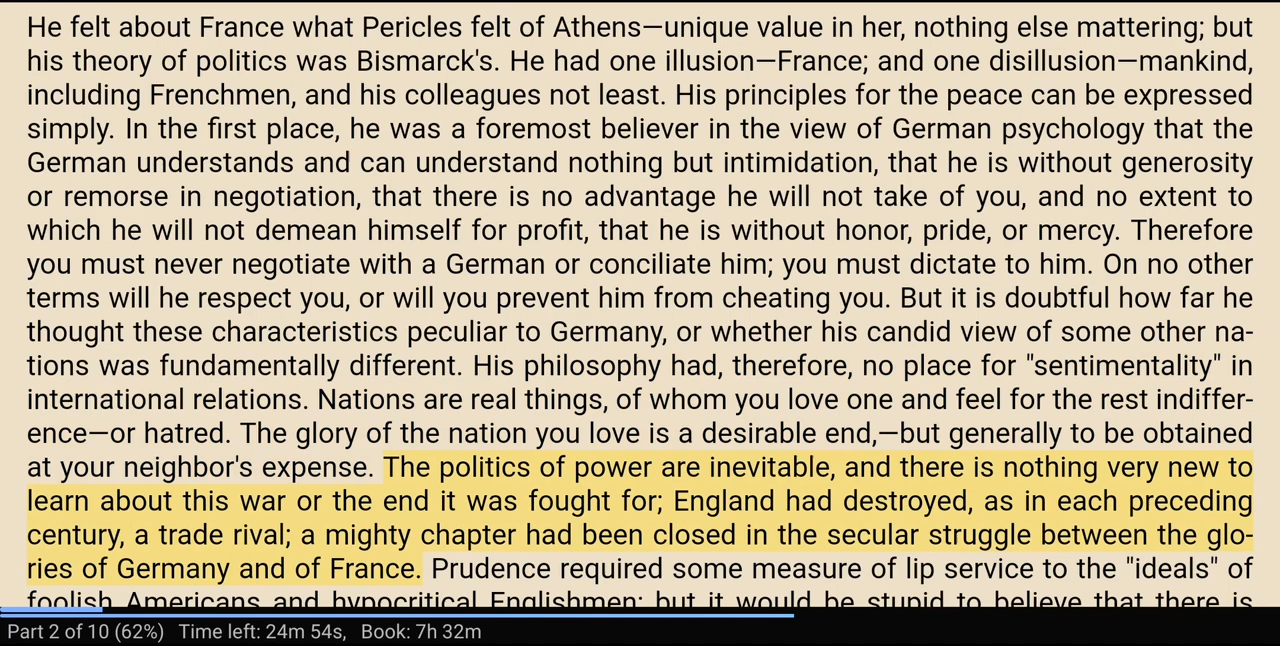 He felt about France what Pericles felt of Athens—unique value in her, nothing else mattering; but
his theory of politics was Bismarck's. He had one illusion—France; and one disillusion—mankind,
including Frenchmen, and his colleagues not least. His principles for the peace can be expressed
simply. In the first place, he was a foremost believer in the view of German psychology that the
German understands and can understand nothing but intimidation, that he is without generosity
or remorse in negotiation, that there is no advantage he will not take of you, and no extent to
which he will not demean himself for profit, that he is without honor, pride, or mercy. Therefore
you must never negotiate with a German or conciliate him; you must dictate to him. On no other
terms will he respect you, or will you prevent him from cheating you. But it is doubtful how far he
thought these characteristics peculiar to Germany, or whether his candid view of some other na-
tions was fundamentally different. His philosophy had, therefore, no place for "sentimentality" in
international relations. Nations are real things, of whom you love one and feel for the rest indiffer-
ence—or hatred. The glory of the nation you love is a desirable end,—but generally to be obtained
at your neighbor's expense. The politics of power are inevitable, and there is nothing very new to
learn about this war or the end it was fought for; England had destroyed, as in each preceding
century, a trade rival; a mighty chapter had been closed in the secular struggle between the glo-
ries of Germany and of France. Prudence required some measure of lip service to the "ideals" of
foolish Americans and hypocritical Englishmen; but it would be stupid to believe that there is
Part 2 of 10 (62%) Time left: 24m 54s, Book: 7h 32m